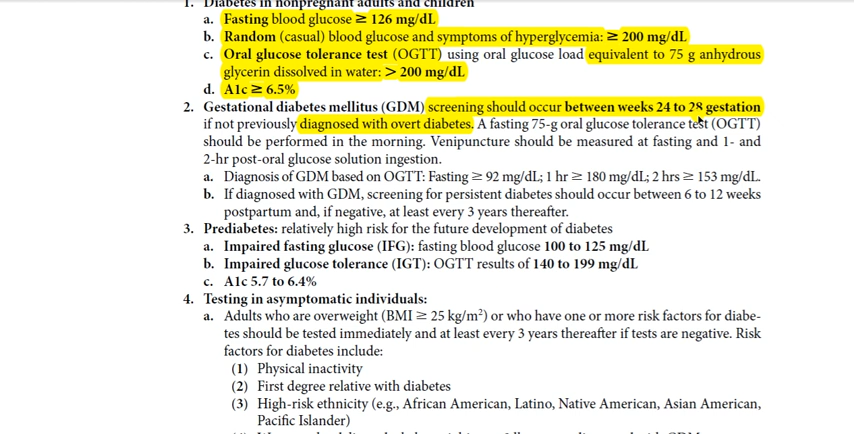 1. Diabetes in nonpregnant adults and children
a. Fasting blood glucose ≥ 126 mg/dL
b. Random (casual) blood glucose and symptoms of hyperglycemia: ≥ 200 mg/dL
c. Oral glucose tolerance test (OGTT) using oral glucose load equivalent to 75 g anhydrous
glycerin dissolved in water: > 200 mg/dL
d. A1c ≥ 6.5%
2. Gestational diabetes mellitus (GDM) screening should occur between weeks 24 to 28 gestation
if not previously diagnosed with overt diabetes. A fasting 75-g oral glucose tolerance test (OGTT)
should be performed in the morning. Venipuncture should be measured at fasting and 1- and
2-hr post-oral glucose solution ingestion.
a. Diagnosis of GDM based on OGTT: Fasting ≥ 92 mg/dL; 1 hr ≥ 180 mg/dL; 2 hrs ≥ 153 mg/dL.
b. If diagnosed with GDM, screening for persistent diabetes should occur between 6 to 12 weeks
postpartum and, if negative, at least every 3 years thereafter.
3. Prediabetes: relatively high risk for the future development of diabetes
a. Impaired fasting glucose (IFG): fasting blood glucose 100 to 125 mg/dL
b. Impaired glucose tolerance (IGT): OGTT results of 140 to 199 mg/dL
c. A1c 5.7 to 6.4%
4. Testing in asymptomatic individuals:
a. Adults who are overweight (BMI ≥ 25 kg/m²) or who have one or more risk factors for diabe-
tes should be tested immediately and at least every 3 years thereafter if tests are negative. Risk
factors for diabetes include:
(1) Physical inactivity
(2) First degree relative with diabetes
(3) High-risk ethnicity (e.g., African American, Latino, Native American, Asian American,
Pacific Islander)